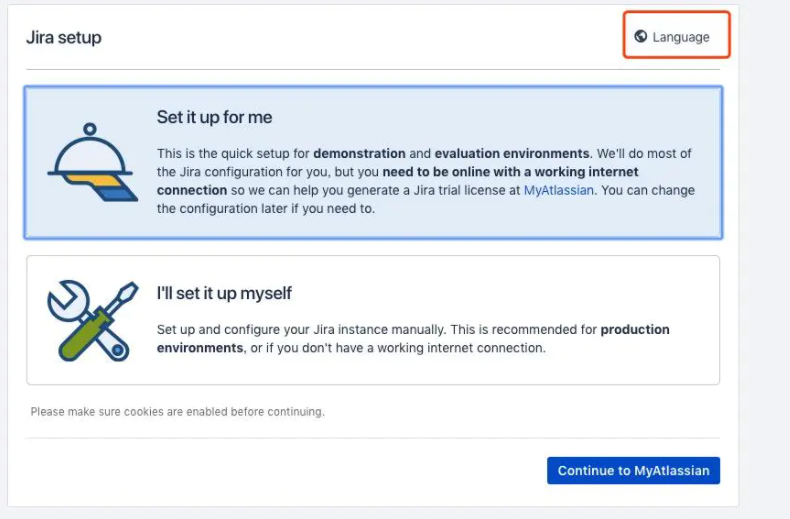 Jira setup
Language
Set it up for me
This is the quick setup for demonstration and evaluation environments. We'll do most of
the Jira configuration for you, but you need to be online with a working internet
connection so we can help you generate a Jira trial license at MyAtlassian. You can change
the configuration later if you need to.
I'll set it up myself
Set up and configure your Jira instance manually. This is recommended for production
environments, or if you don't have a working internet connection.
Please make sure cookies are enabled before continuing.
Continue to MyAtlassian